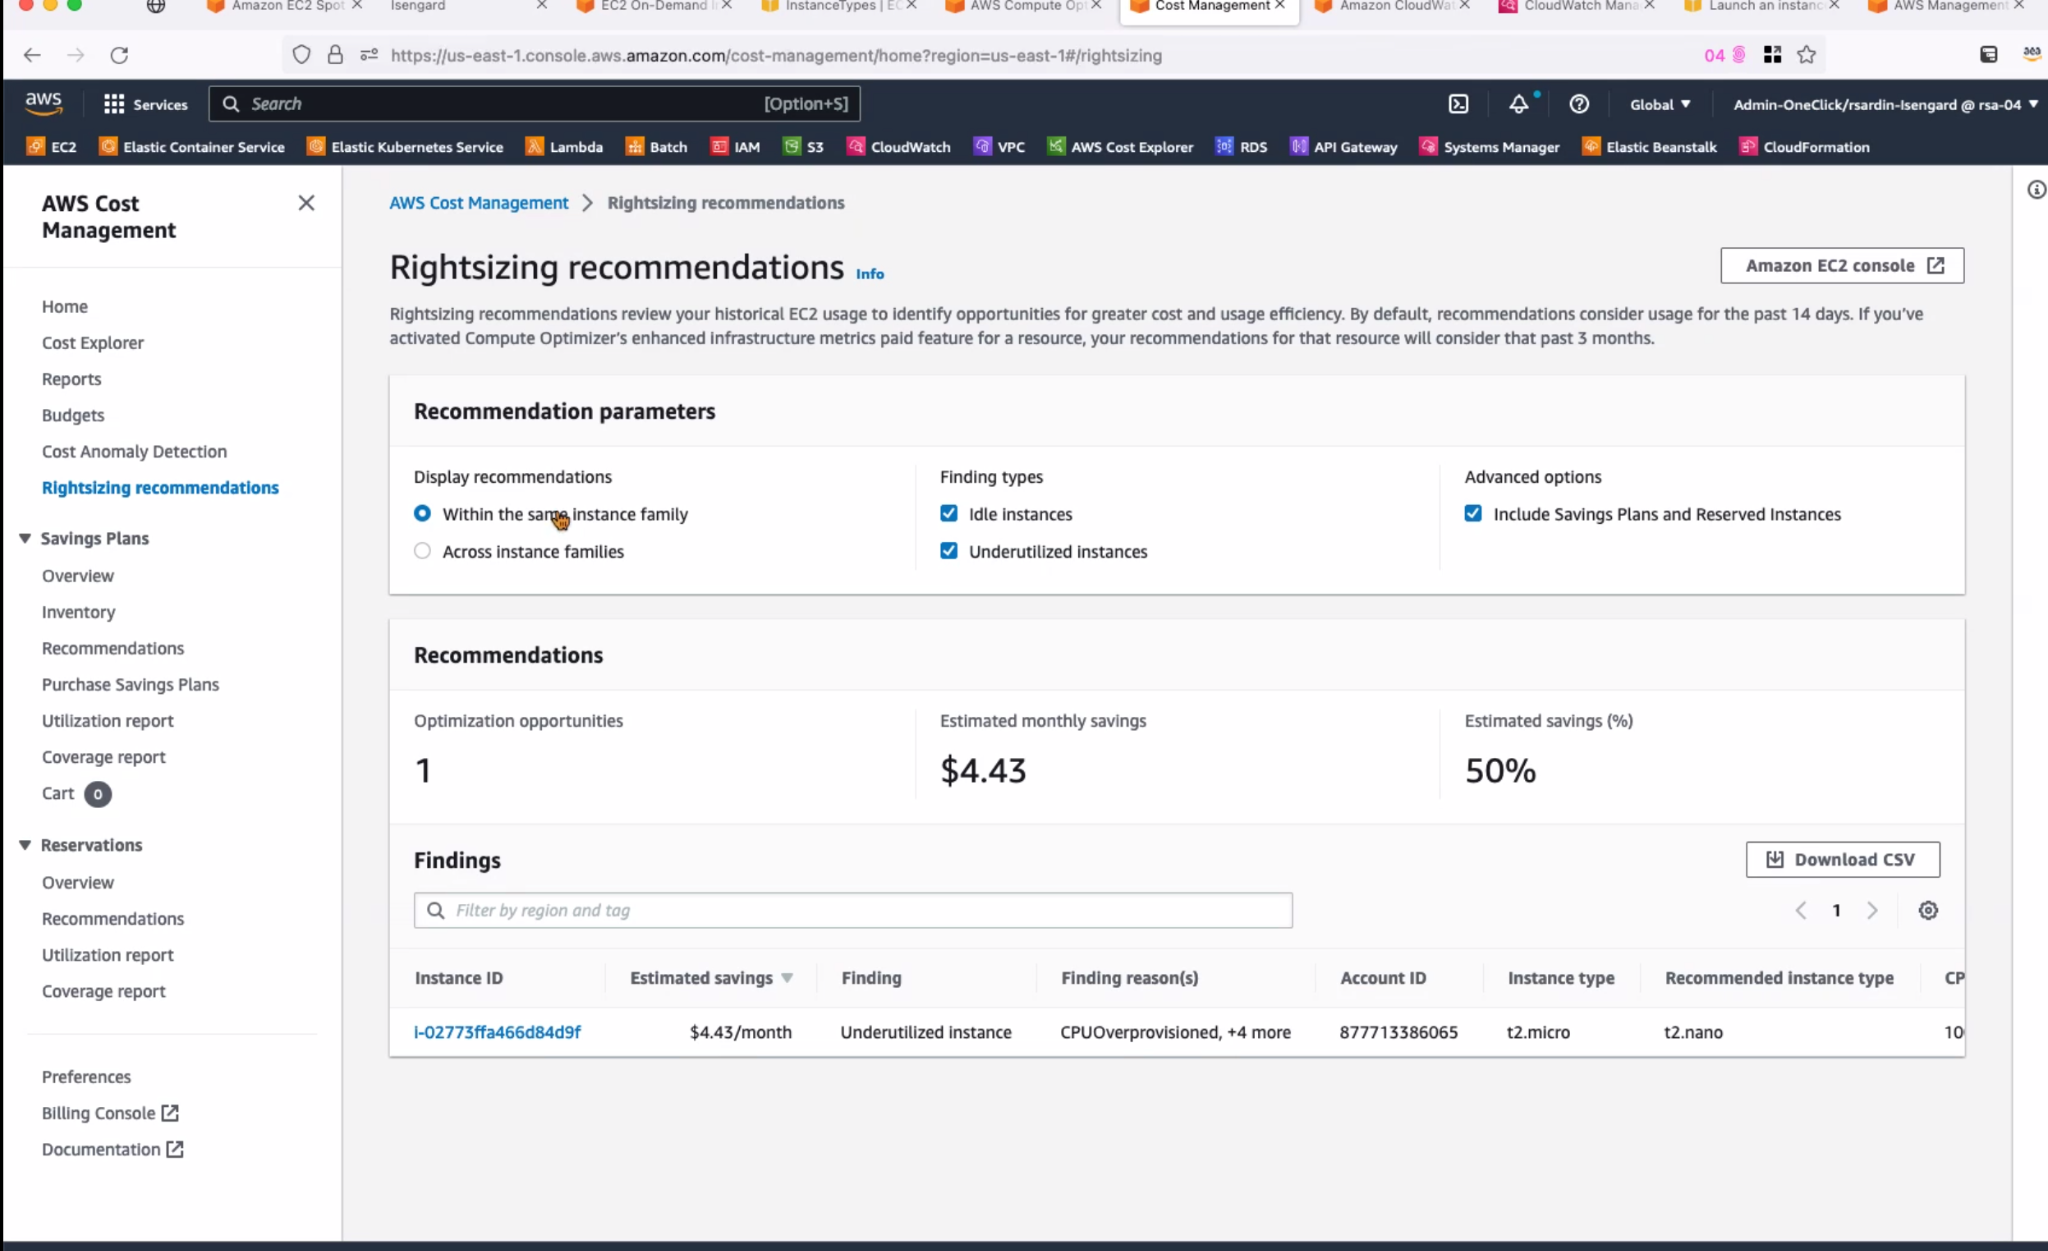 Amazon EC2 Spot
Isengard
EC2 On-Demand
InstanceTypes | EC
AWS Compute Opt
Cost Management
Amazon CloudWat
CloudWatch Mana
Launch an instanc
AWS Management
https://us-east-1.console.aws.amazon.com/cost-management/home?region=us-east-1#/rightsizing
04
aws
Services
Search
[Option+S]
Global
Admin-OneClick/rsardin-Isengard @ rsa-04
EC2
Elastic Container Service
Elastic Kubernetes Service
Lambda
Batch
IAM
S3
CloudWatch
VPC
AWS Cost Explorer
RDS
API Gateway
Systems Manager
Elastic Beanstalk
CloudFormation
AWS Cost
Management
Home
Cost Explorer
Reports
Budgets
Cost Anomaly Detection
Rightsizing recommendations
Savings Plans
Overview
Inventory
Recommendations
Purchase Savings Plans
Utilization report
Coverage report
Cart 0
Reservations
Overview
Recommendations
Utilization report
Coverage report
Preferences
Billing Console
Documentation
AWS Cost Management > Rightsizing recommendations
Rightsizing recommendations Info
Amazon EC2 console
Rightsizing recommendations review your historical EC2 usage to identify opportunities for greater cost and usage efficiency. By default, recommendations consider usage for the past 14 days. If you've
activated Compute Optimizer's enhanced infrastructure metrics paid feature for a resource, your recommendations for that resource will consider that past 3 months.
Recommendation parameters
Display recommendations
Within the same instance family
Across instance families
Finding types
Idle instances
Underutilized instances
Advanced options
Include Savings Plans and Reserved Instances
Recommendations
Optimization opportunities
1
Estimated monthly savings
$4.43
Estimated savings (%)
50%
Findings
Download CSV
Filter by region and tag
1
Instance ID
Estimated savings
Finding
Finding reason(s)
Account ID
Instance type
Recommended instance type
CP
i-02773ffa466d84d9f
$4.43/month
Underutilized instance
CPUOverprovisioned, +4 more
877713386065
t2.micro
t2.nano
10